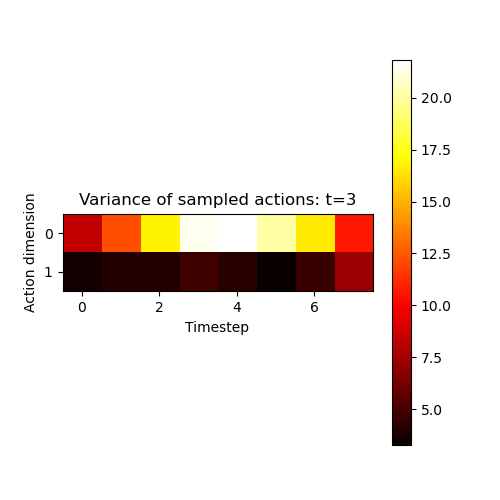 Variance of sampled actions: t=3
Action dimension
0
1
0 2 4 6
Timestep
20.0
17.5
15.0
12.5
10.0
7.5
5.0